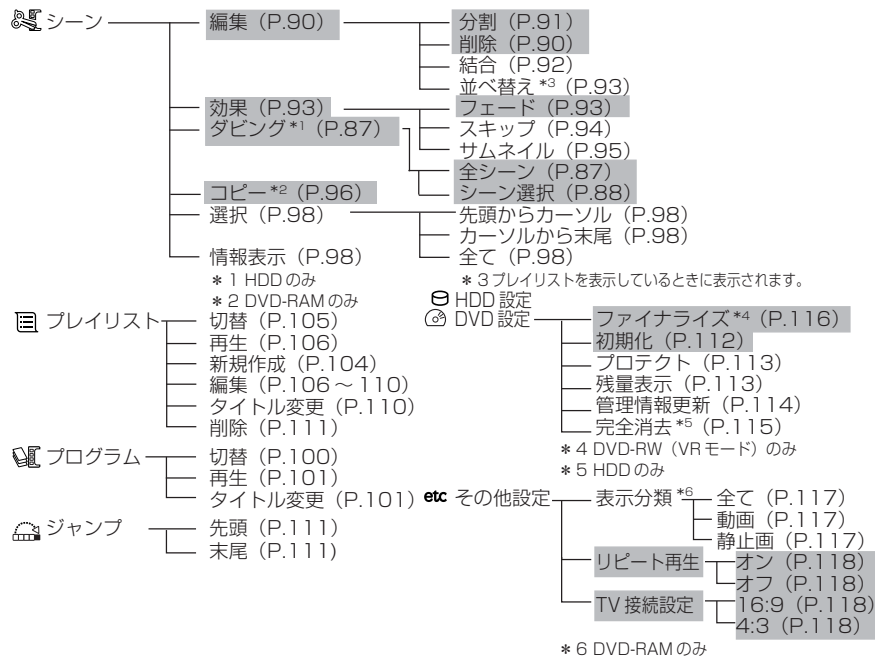 シーン
編集（P.90）
分割（P.91）
削除（P.90）
結合（P.92）
並べ替え*3（P.93）
効果（P.93）
フェード（P.93）
スキップ（P.94）
サムネイル（P.95）
ダビング*1（P.87）
全シーン（P.87）
シーン選択（P.88）
コピー*2（P.96）
選択（P.98）
先頭からカーソル（P.98）
カーソルから末尾（P.98）
全て（P.98）
情報表示（P.98）
＊1 HDDのみ
＊2 DVD-RAMのみ
＊3 プレイリストを表示しているときに表示されます。
プレイリスト
切替（P.105）
再生（P.106）
新規作成（P.104）
編集（P.106～110）
タイトル変更（P.110）
削除（P.111）
プログラム
切替（P.100）
再生（P.101）
タイトル変更（P.101）
ジャンプ
先頭（P.111）
末尾（P.111）
HDD 設定
DVD 設定
ファイナライズ*4（P.116）
初期化（P.112）
プロテクト（P.113）
残量表示（P.113）
管理情報更新（P.114）
完全消去*5（P.115）
＊4 DVD-RW（VRモード）のみ
＊5 HDDのみ
etc その他設定
表示分類*6
全て（P.117）
動画（P.117）
静止画（P.117）
リピート再生
オン（P.118）
オフ（P.118）
TV 接続設定
16:9（P.118）
4:3（P.118）
＊6 DVD-RAMのみ